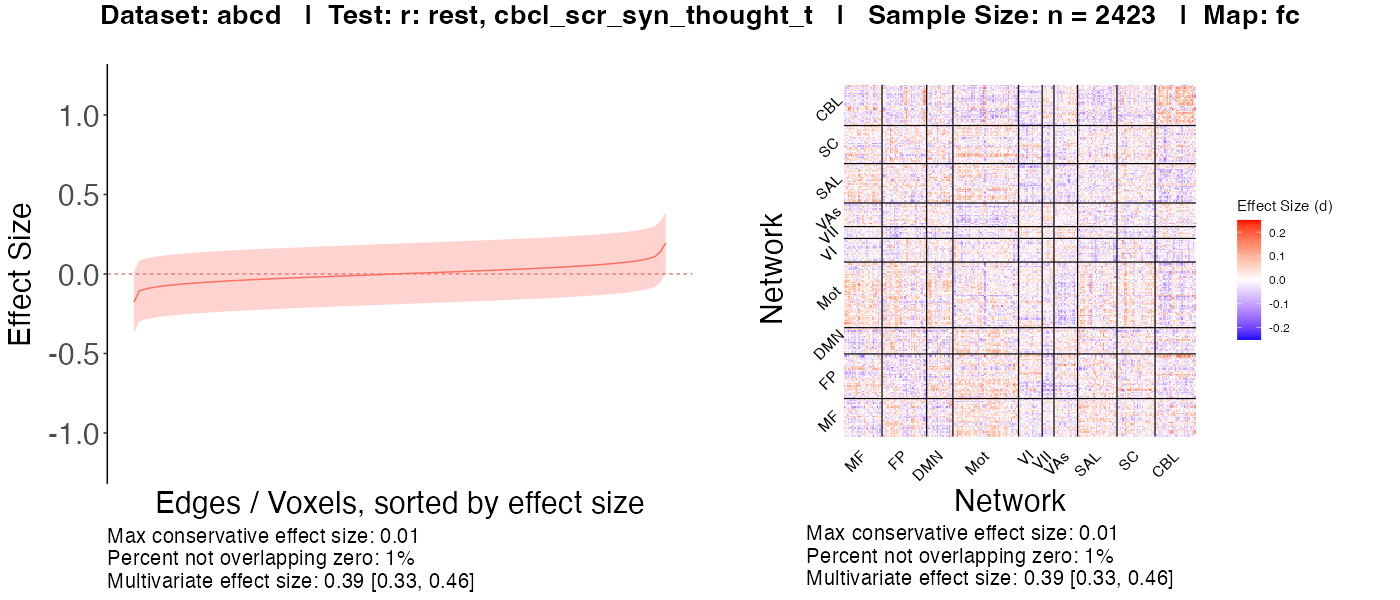 Dataset: abcd | Test: r: rest, cbcl_scr_syn_thought_t | Sample Size: n = 2423 | Map: fc
Effect Size
1.0
0.5
0.0
-0.5
-1.0
Edges / Voxels, sorted by effect size
Max conservative effect size: 0.01
Percent not overlapping zero: 1%
Multivariate effect size: 0.39 [0.33, 0.46]
Network
CBL
SC
SAL
VAs
VII
VI
Mot
DMN
FP
MF
MF
FP
DMN
Mot
VI
VII
VAs
SAL
SC
CBL
Network
Max conservative effect size: 0.01
Percent not overlapping zero: 1%
Multivariate effect size: 0.39 [0.33, 0.46]
Effect Size (d)
0.2
0.1
0.0
-0.1
-0.2